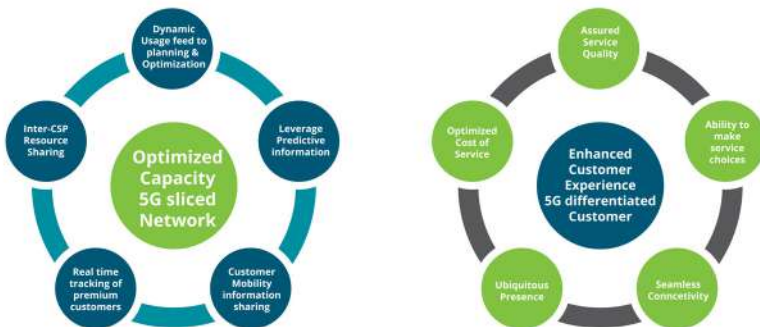 Dynamic
Usage feed to
planning &
Optimization
Inter-CSP
Resource
Sharing
Leverage
Predictive
information
Optimized
Capacity
5G sliced
Network
Real time
tracking of
premium
customers
Customer
Mobility
information
sharing
Assured
Service
Quality
Optimized
Cost of
Service
Ability to
make
service
choices
Enhanced
Customer
Experience
5G differentiated
Customer
Ubiquitous
Presence
Seamless
Conncetivity